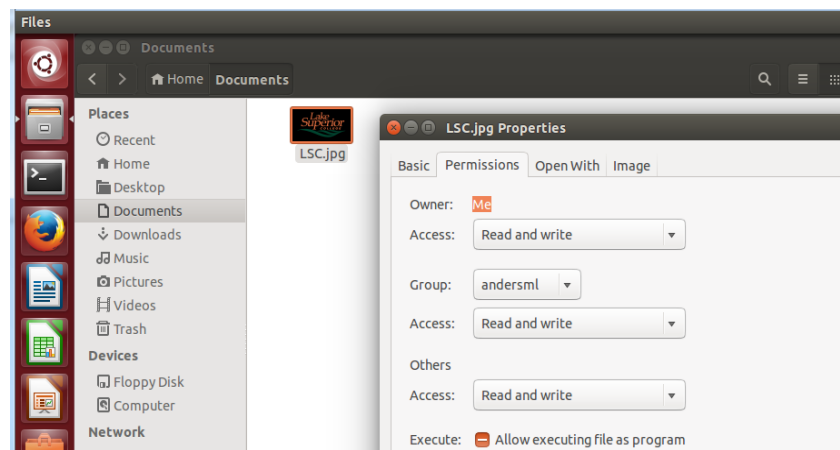 Files
Documents
Home Documents
Places
Recent
Home
Desktop
Documents
Downloads
Music
Pictures
Videos
Trash
Devices
Floppy Disk
Computer
Network
Lake
Superior
COLLEGE
LSC.jpg
LSC.jpg Properties
Basic Permissions Open With Image
Owner: Me
Access: Read and write
Group: andersml
Access: Read and write
Others
Access: Read and write
Execute: Allow executing file as program